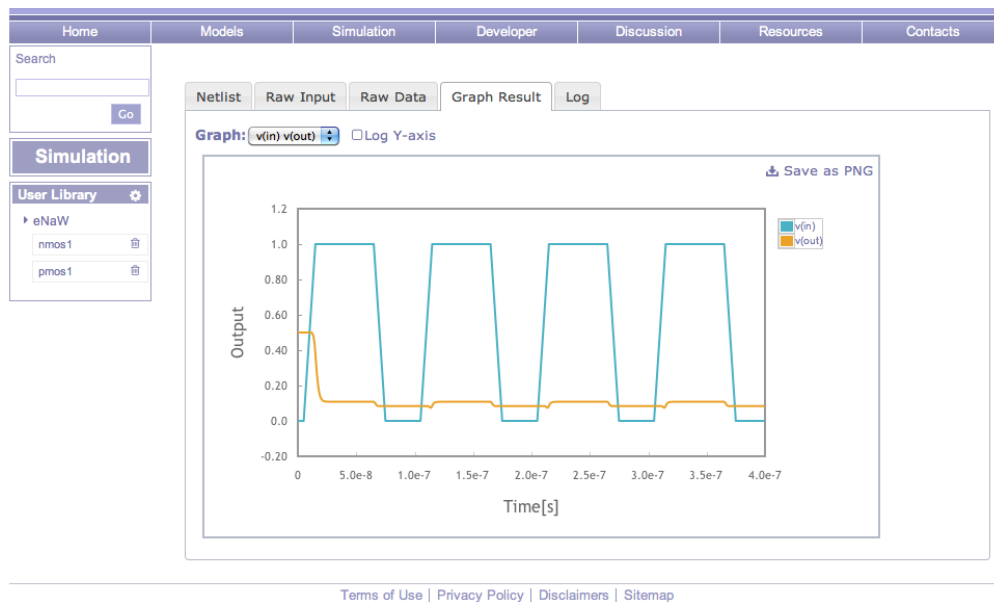 Home Models Simulation Developer Discussion Resources Contacts
Search
Go
Simulation
User Library
eNaW
nmos1
pmos1
Netlist Raw Input Raw Data Graph Result Log
Graph: v(in) v(out) Log Y-axis
Save as PNG
v(in)
v(out)
Output
1.2
1.0
0.80
0.60
0.40
0.20
0.0
-0.20
0 5.0e-8 1.0e-7 1.5e-7 2.0e-7 2.5e-7 3.0e-7 3.5e-7 4.0e-7
Time[s]
Terms of Use | Privacy Policy | Disclaimers | Sitemap